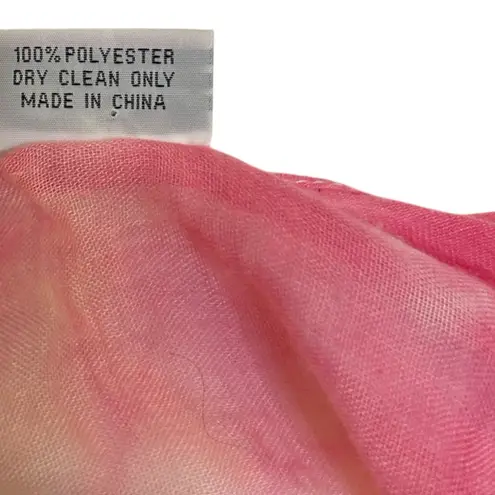 100% POLYESTER
DRY CLEAN ONLY
MADE IN CHINA